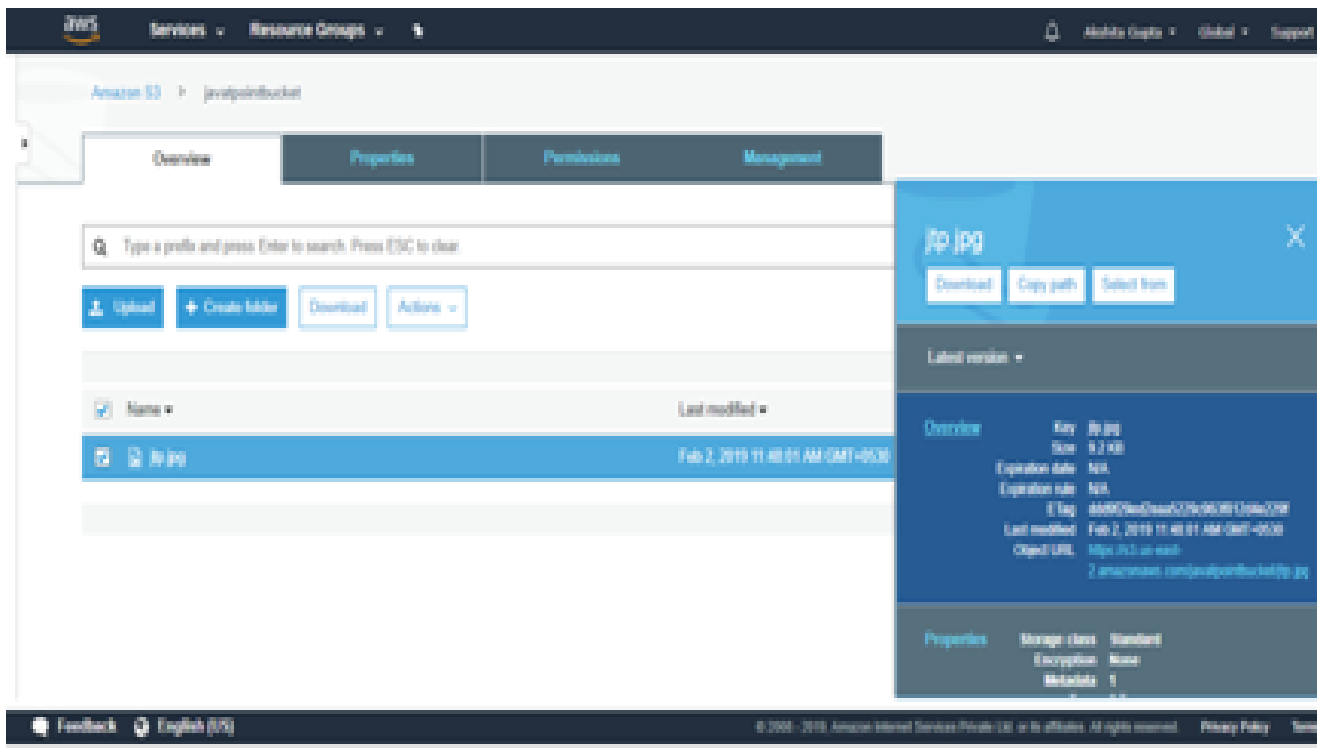 aws Services Resource Groups Akshita Gupta Global Support
Amazon S3 > javatpointbucket
Overview Properties Permissions Management
Type a prefix and press Enter to search. Press ESC to clear.
Upload + Create folder Download Actions
Name Last modified
jtp.jpg Feb 2, 2019 11:48:01 AM GMT+0530
jtp.jpg
Download Copy path Select from
Latest version
Overview
Key jtp.jpg
Size 9.2 KB
Expiration date N/A
Expiration rule N/A
ETag
Last modified Feb 2, 2019 11:48:01 AM GMT+0530
Object URL https://s3.us-east-
2.amazonaws.com/javatpointbucket/jtp.jpg
Properties
Storage class Standard
Encryption None
Metadata 1
Feedback English (US) © 2008 - 2019, Amazon Internet Services Private Ltd. or its affiliates. All rights reserved. Privacy Policy Terms